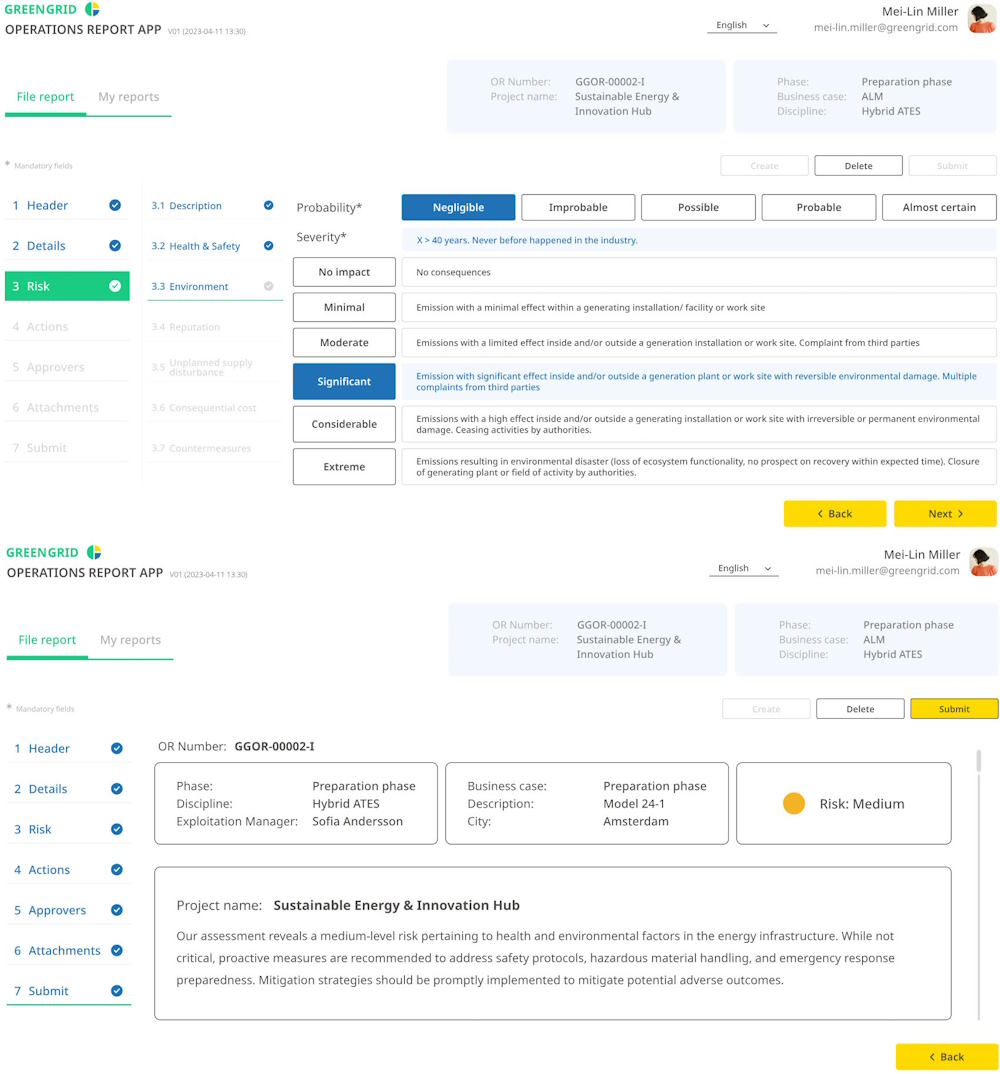 GREENGRID
OPERATIONS REPORT APP V01 (2023-04-11 13:30)
English
Mei-Lin Miller
mei-lin.miller@greengrid.com
File report My reports
OR Number: GGOR-00002-I
Project name: Sustainable Energy &
Innovation Hub
Phase: Preparation phase
Business case: ALM
Discipline: Hybrid ATES
* Mandatory fields
Create Delete Submit
1 Header
2 Details
3 Risk
4 Actions
5 Approvers
6 Attachments
7 Submit
3.1 Description
3.2 Health & Safety
3.3 Environment
3.4 Reputation
3.5 Unplanned supply
disturbance
3.6 Consequential cost
3.7 Countermeasures
Probability* Negligible Improbable Possible Probable Almost certain
Severity* X > 40 years. Never before happened in the industry.
No impact No consequences
Minimal Emission with a minimal effect within a generating installation/ facility or work site
Moderate Emissions with a limited effect inside and/or outside a generation installation or work site. Complaint from third parties
Significant Emission with significant effect inside and/or outside a generation plant or work site with reversible environmental damage. Multiple
complaints from third parties
Considerable Emissions with a high effect inside and/or outside a generating installation or work site with irreversible or permanent environmental
damage. Ceasing activities by authorities.
Extreme Emissions resulting in environmental disaster (loss of ecosystem functionality, no prospect on recovery within expected time). Closure
of generating plant or field of activity by authorities.
< Back Next >
GREENGRID
OPERATIONS REPORT APP V01 (2023-04-11 13:30)
English
Mei-Lin Miller
mei-lin.miller@greengrid.com
File report My reports
OR Number: GGOR-00002-I
Project name: Sustainable Energy &
Innovation Hub
Phase: Preparation phase
Business case: ALM
Discipline: Hybrid ATES
* Mandatory fields
Create Delete Submit
1 Header
2 Details
3 Risk
4 Actions
5 Approvers
6 Attachments
7 Submit
OR Number: GGOR-00002-I
Phase: Preparation phase
Discipline: Hybrid ATES
Exploitation Manager: Sofia Andersson
Business case: Preparation phase
Description: Model 24-1
City: Amsterdam
Risk: Medium
Project name: Sustainable Energy & Innovation Hub
Our assessment reveals a medium-level risk pertaining to health and environmental factors in the energy infrastructure. While not
critical, proactive measures are recommended to address safety protocols, hazardous material handling, and emergency response
preparedness. Mitigation strategies should be promptly implemented to mitigate potential adverse outcomes.
< Back